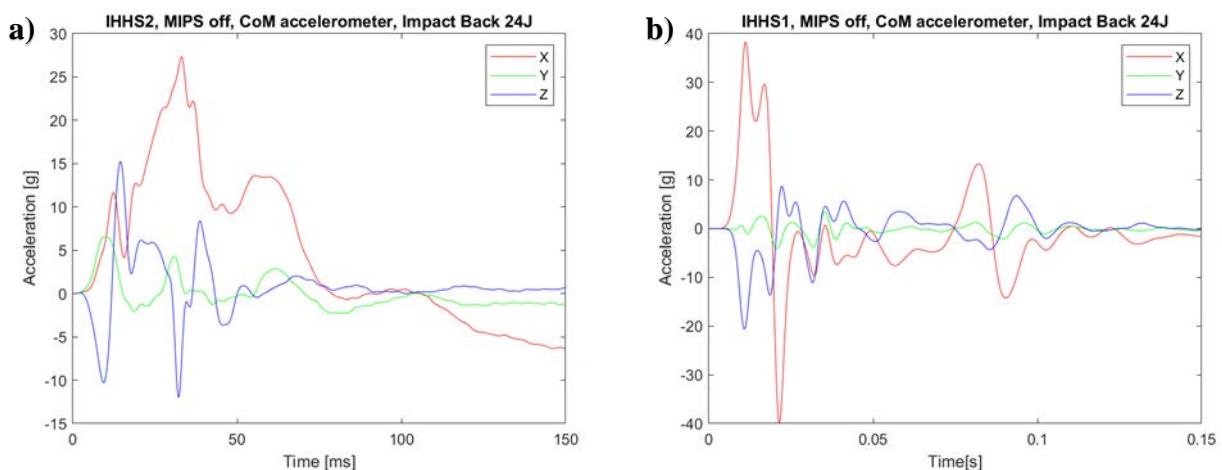 a)
IHHS2, MIPS off, CoM accelerometer, Impact Back 24J
Acceleration [g]
30
25
20
15
10
5
0
-5
-10
-15
0
50
100
150
Time [ms]
X
Y
Z
b)
IHHS1, MIPS off, CoM accelerometer, Impact Back 24J
Acceleration [g]
40
30
20
10
0
-10
-20
-30
-40
0
0.05
0.1
0.15
Time[s]
X
Y
Z